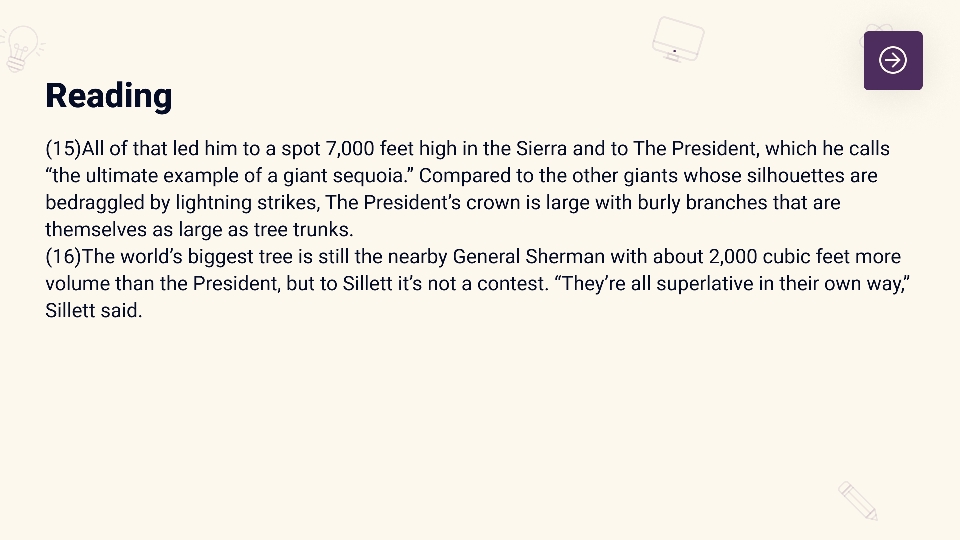 Reading
(15)All of that led him to a spot 7,000 feet high in the Sierra and to The President, which he calls
“the ultimate example of a giant sequoia.” Compared to the other giants whose silhouettes are
bedraggled by lightning strikes, The President’s crown is large with burly branches that are
themselves as large as tree trunks.
(16)The world’s biggest tree is still the nearby General Sherman with about 2,000 cubic feet more
volume than the President, but to Sillett it’s not a contest. “They’re all superlative in their own way,”
Sillett said.